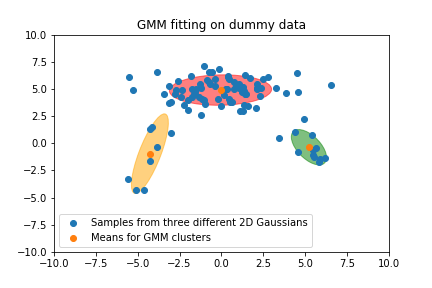 GMM fitting on dummy data
10.0
7.5
5.0
2.5
0.0
−2.5
−5.0
−7.5
−10.0
Samples from three different 2D Gaussians
Means for GMM clusters
−10.0 −7.5 −5.0 −2.5 0.0 2.5 5.0 7.5 10.0